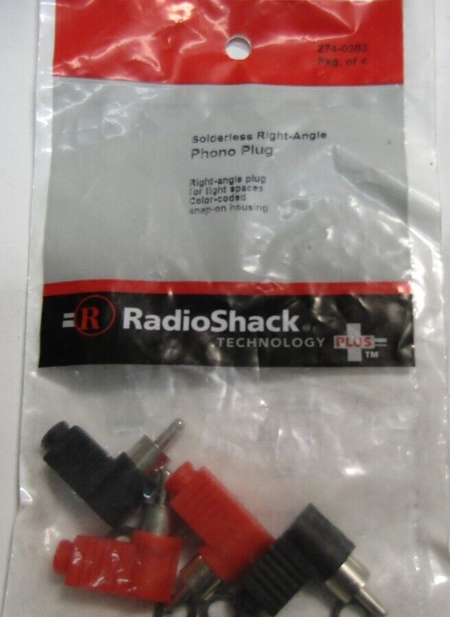 274-0383
Pkg. of 4
Solderless Right-Angle
Phono Plug
Right-angle plug
for tight spaces
Color-coded
snap-on housing
R RadioShack®
TECHNOLOGY PLUS
TM